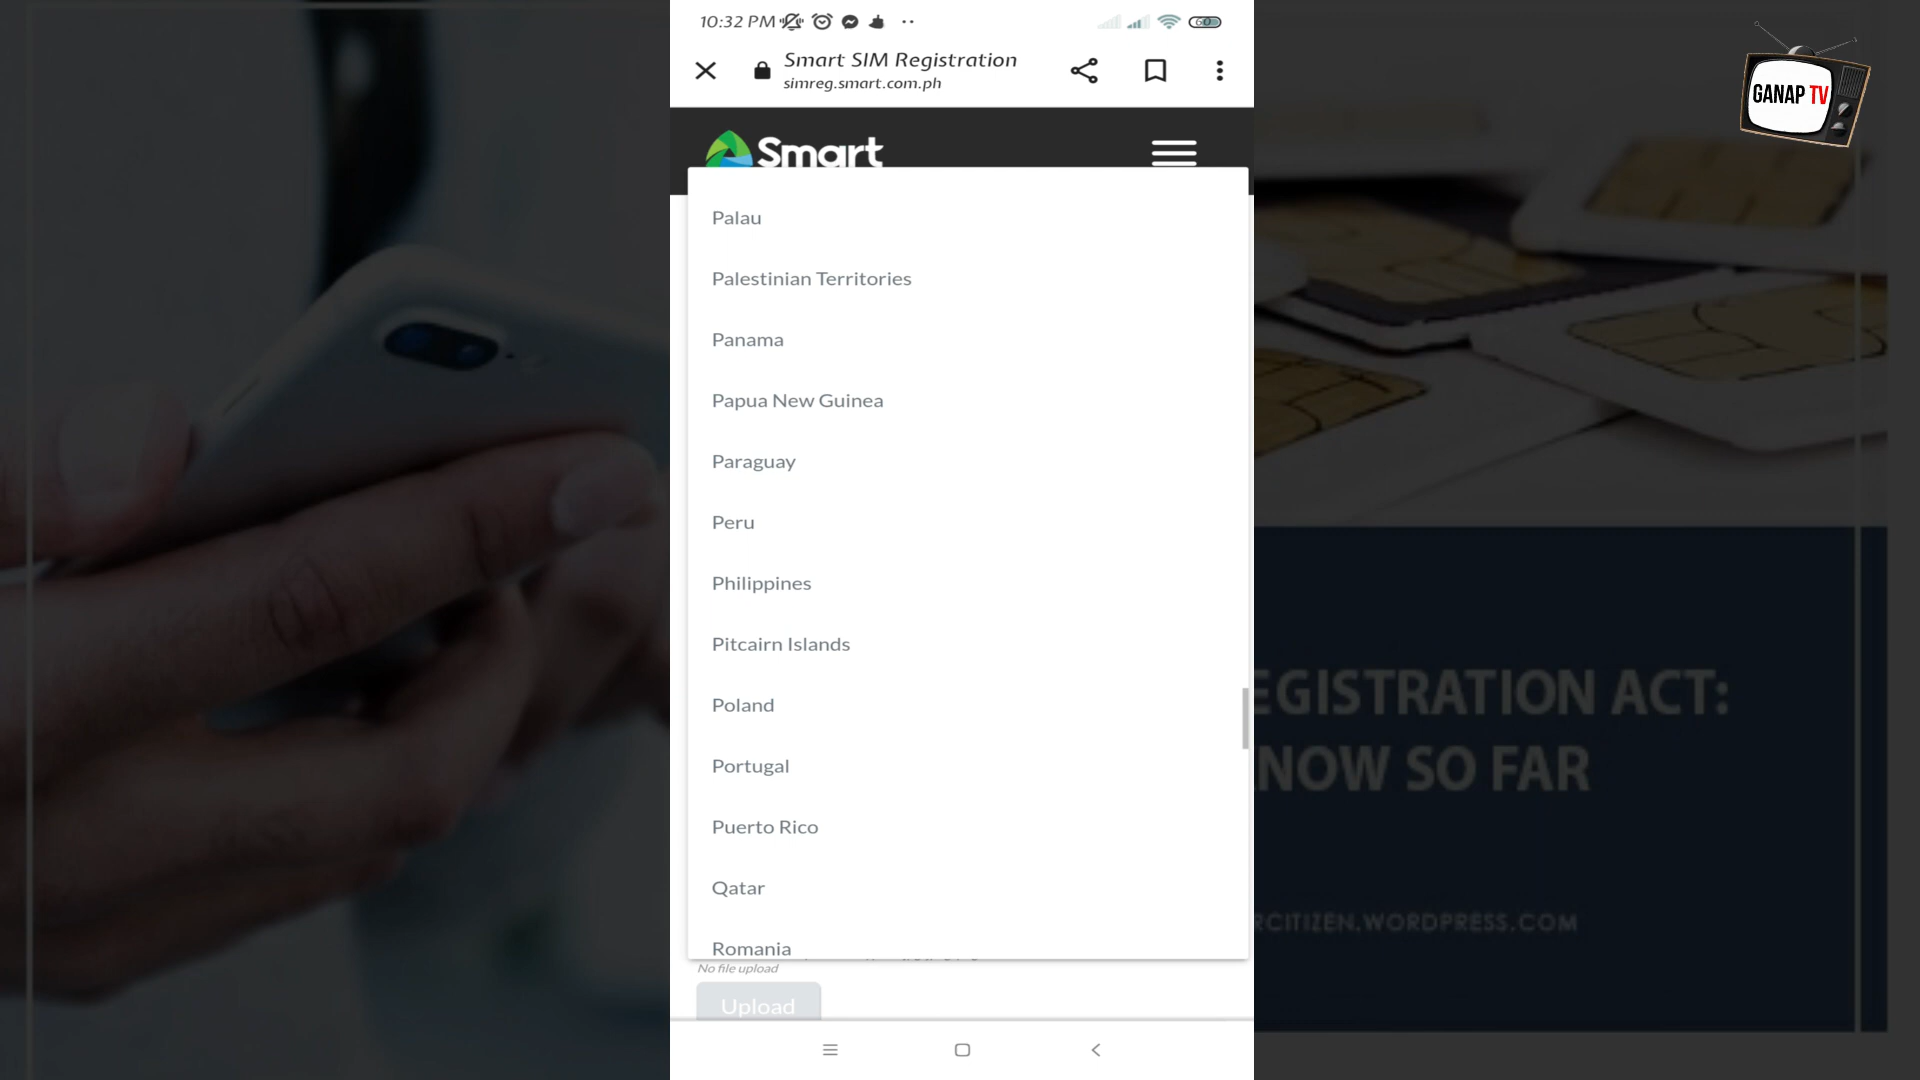 10:32 PM
60
Smart SIM Registration
simreg.smart.com.ph
GANAP TV
Smart
Palau
Palestinian Territories
Panama
Papua New Guinea
Paraguay
Peru
Philippines
Pitcairn Islands
Poland
Portugal
Puerto Rico
Qatar
Romania
No file upload
Upload
EGISTRATION ACT:
NOW SO FAR
RCITIZEN.WORDPRESS.COM